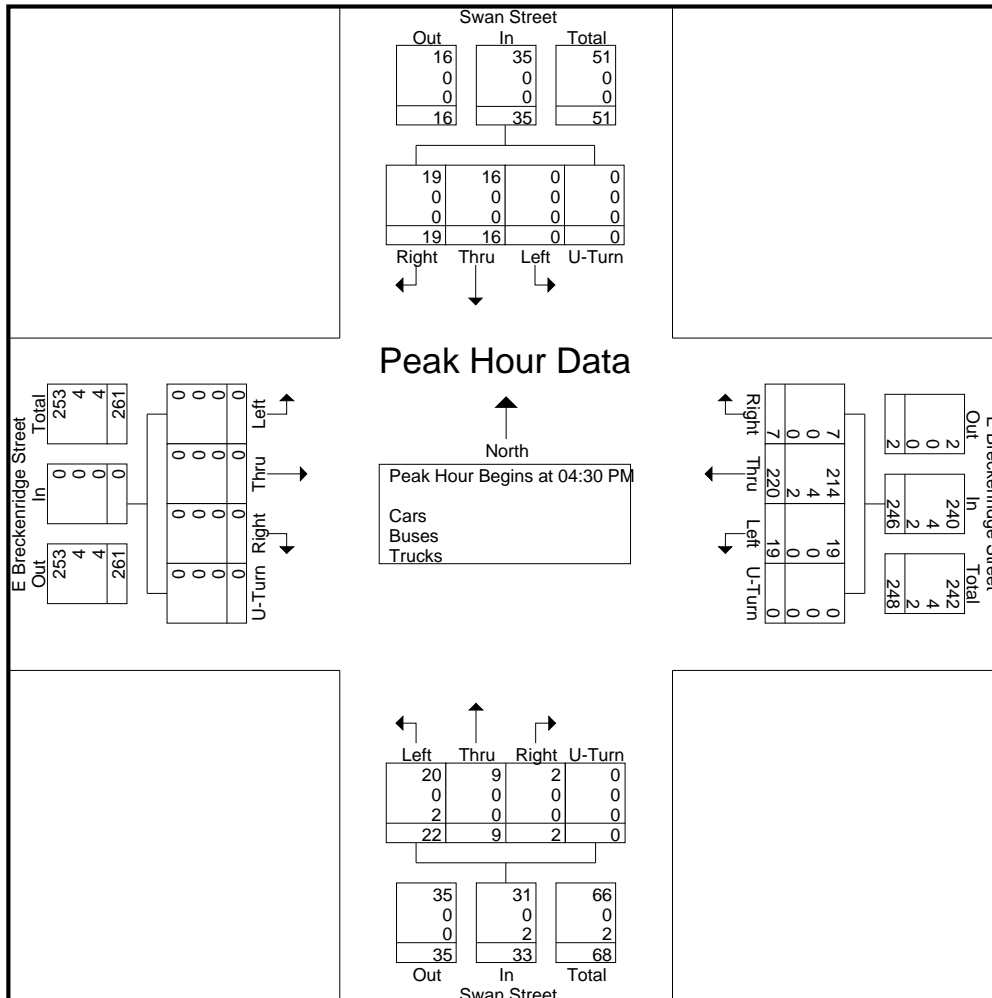 Swan Street
Out In Total
16 35 51
0 0 0
0 0 0
16 35 51
19 16 0 0
0 0 0 0
0 0 0 0
19 16 0 0
Right Thru Left U-Turn
Peak Hour Data
North
Peak Hour Begins at 04:30 PM
Cars
Buses
Trucks
E Breckenridge Street
Out In Total
253 0 253
4 0 4
4 0 4
261 0 261
U-Turn Right Thru Left
0 0 0 0
0 0 0 0
0 0 0 0
0 0 0 0
E Breckenridge Street
Out In Total
2 240 242
0 4 4
0 2 2
2 246 248
7 214 19 0
0 4 0 0
0 2 0 0
7 220 19 0
Right Thru Left U-Turn
Left Thru Right U-Turn
20 9 2 0
0 0 0 0
2 0 0 0
22 9 2 0
35 31 66
0 0 0
0 2 2
35 33 68
Out In Total
Swan Street